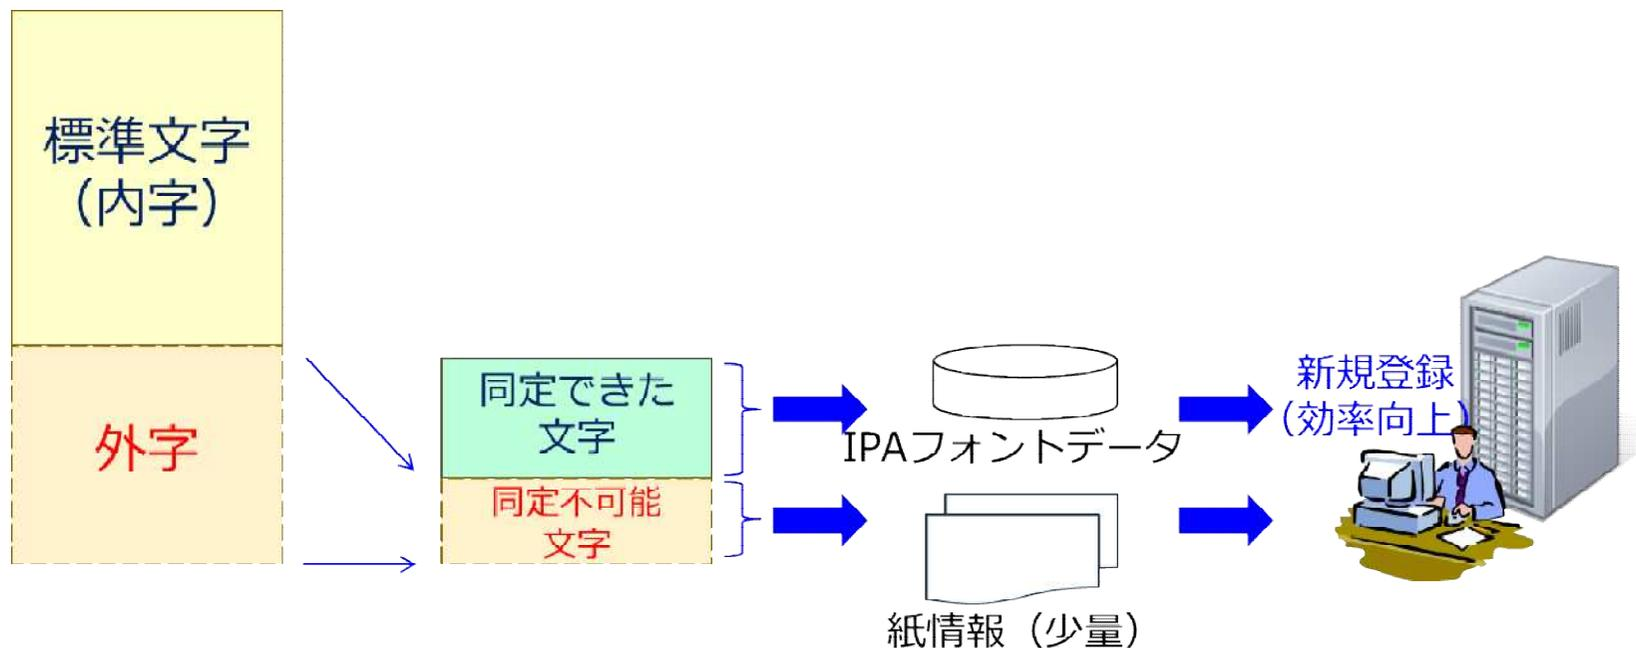 標準文字
（内字）
外字
同定できた
文字
同定不可能
文字
IPAフォントデータ
紙情報（少量）
新規登録
（効率向上）